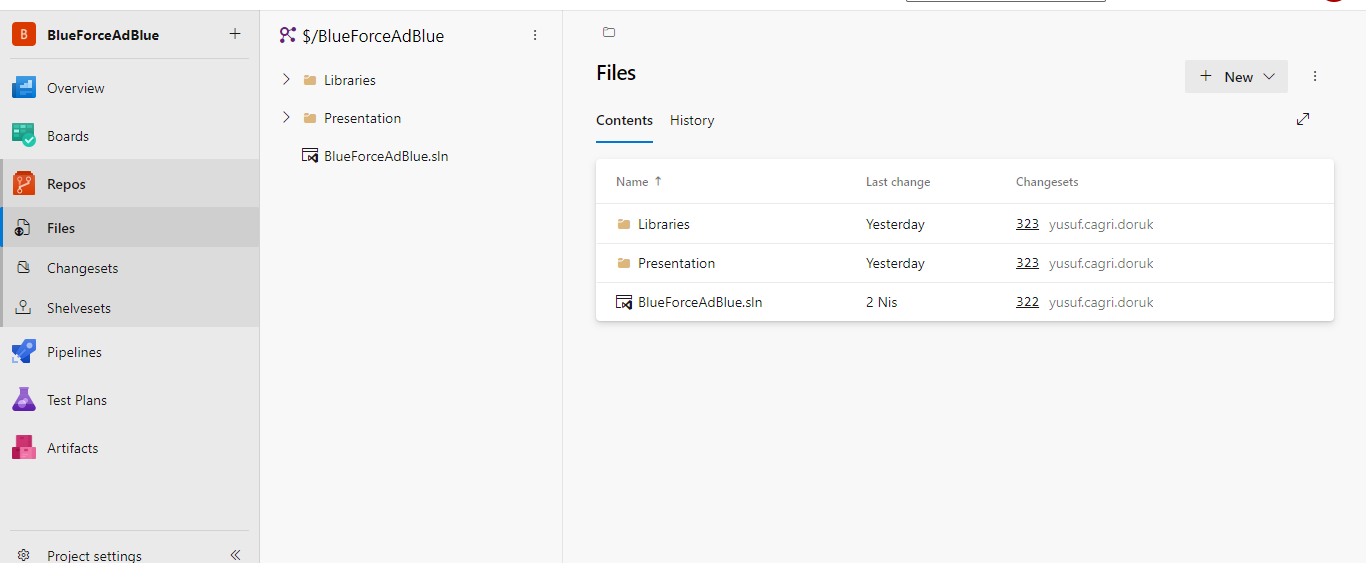 B BlueForceAdBlue
Overview
Boards
Repos
Files
Changesets
Shelvesets
Pipelines
Test Plans
Artifacts
Project settings
$/BlueForceAdBlue
Libraries
Presentation
BlueForceAdBlue.sln
Files
New
Contents History
Name Last change Changesets
Libraries Yesterday 323 yusuf.cagri.doruk
Presentation Yesterday 323 yusuf.cagri.doruk
BlueForceAdBlue.sln 2 Nis 322 yusuf.cagri.doruk